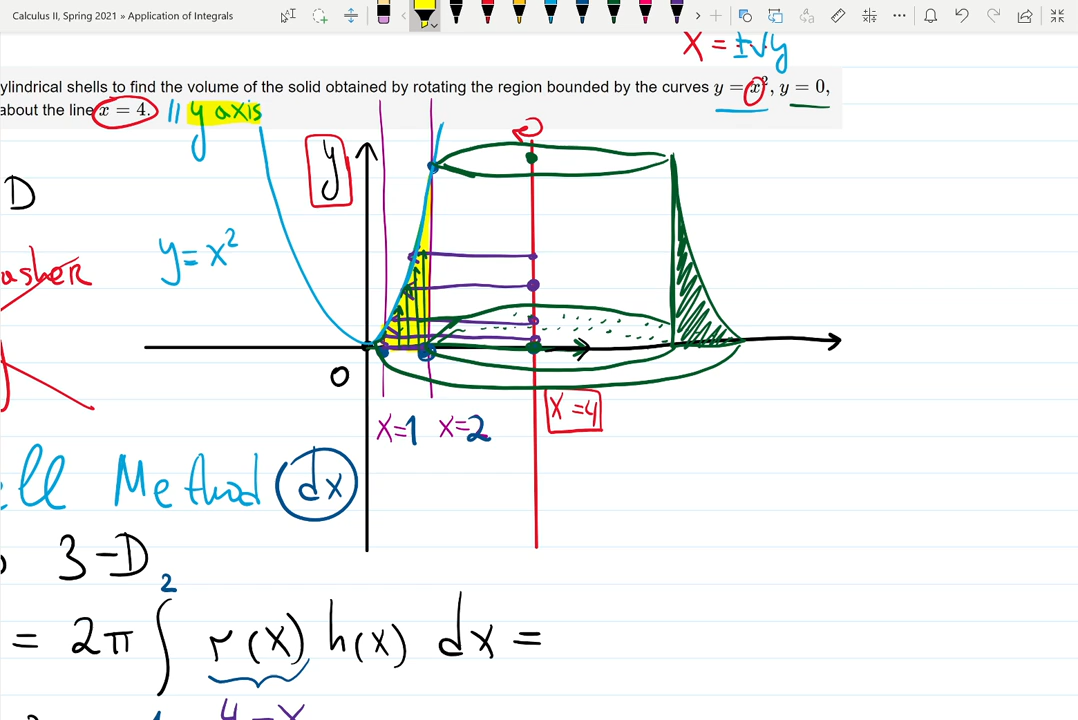 Calculus II, Spring 2021 » Application of Integrals
x = ±√y
ylindrical shells to find the volume of the solid obtained by rotating the region bounded by the curves y = x², y = 0,
about the line x = 4. || y axis
y
D
y = x²
asher
O
x = 4
x=1 x=2
ell Method dx
3-D
2
= 2π ∫ r(x) h(x) dx =
4 - x